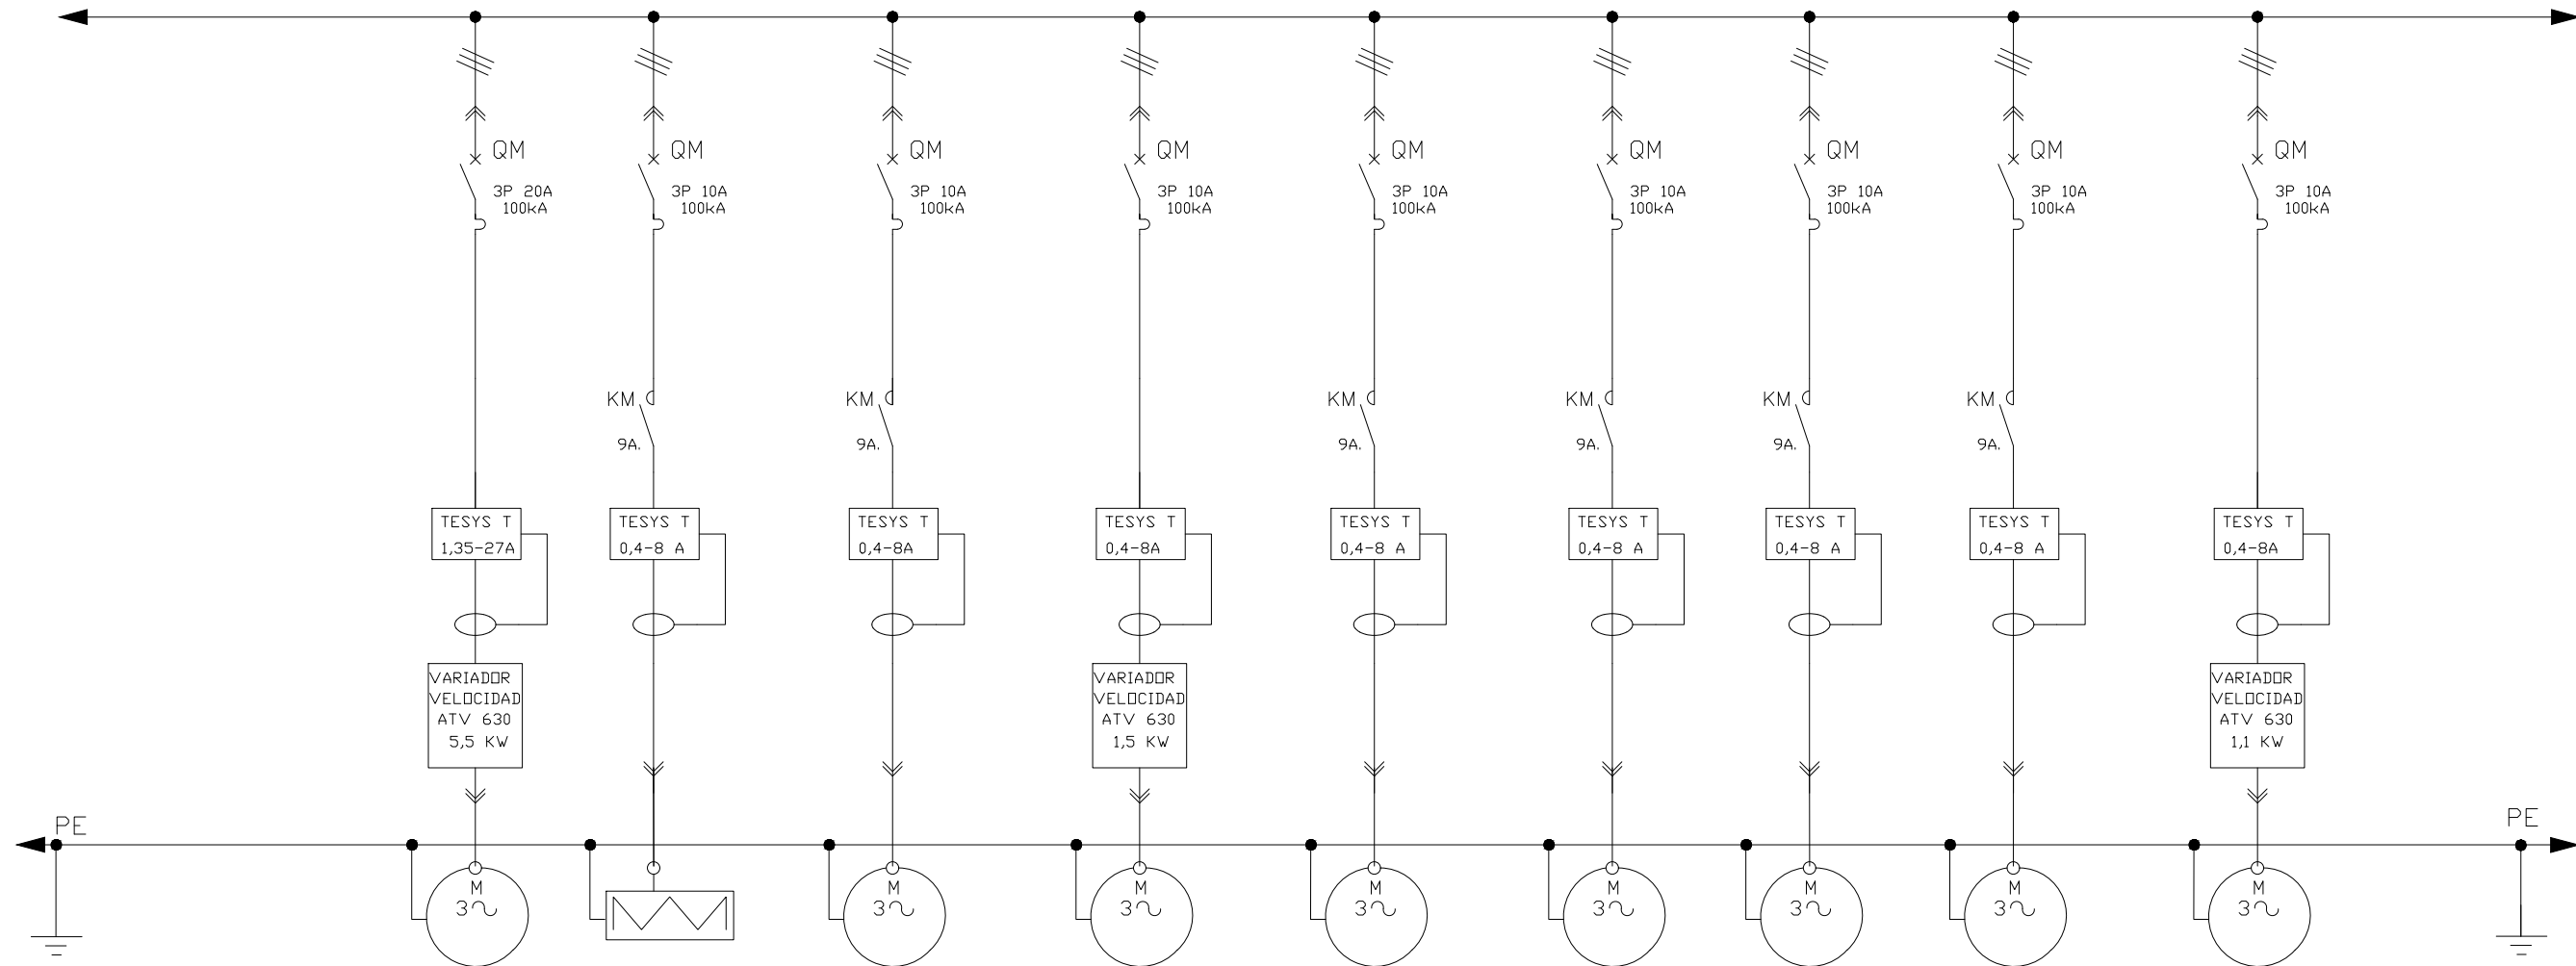 QM QM QM QM QM QM QM QM QM
3P 20A 3P 10A 3P 10A 3P 10A 3P 10A 3P 10A 3P 10A 3P 10A 3P 10A
100kA 100kA 100kA 100kA 100kA 100kA 100kA 100kA 100kA
KM KM KM KM KM KM
9A. 9A. 9A. 9A. 9A. 9A.
TESYS T TESYS T TESYS T TESYS T TESYS T TESYS T TESYS T TESYS T TESYS T
1,35-27A 0,4-8 A 0,4-8A 0,4-8A 0,4-8 A 0,4-8 A 0,4-8 A 0,4-8 A 0,4-8A
VARIADOR VARIADOR VARIADOR
VELOCIDAD VELOCIDAD VELOCIDAD
ATV 630 ATV 630 ATV 630
5,5 KW 1,5 KW 1,1 KW
PE PE
M M M M M M M M
3 3 3 3 3 3 3 3